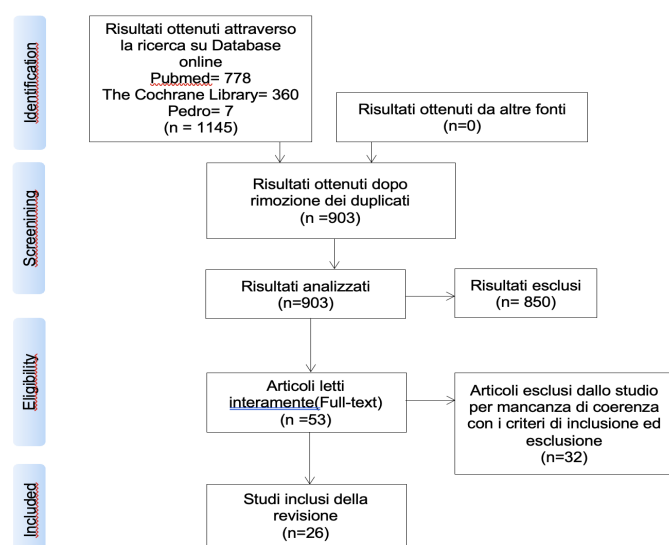 Identification
Risultati ottenuti attraverso
la ricerca su Database
online
Pubmed= 778
The Cochrane Library= 360
Pedro= 7
(n = 1145)
Risultati ottenuti da altre fonti
(n=0)
Screenining
Risultati ottenuti dopo
rimozione dei duplicati
(n =903)
Risultati analizzati
(n=903)
Risultati esclusi
(n= 850)
Eligibility
Articoli letti
interamente(Full-text)
(n =53)
Articoli esclusi dallo studio
per mancanza di coerenza
con i criteri di inclusione ed
esclusione
(n=32)
Included
Studi inclusi della
revisione
(n=26)